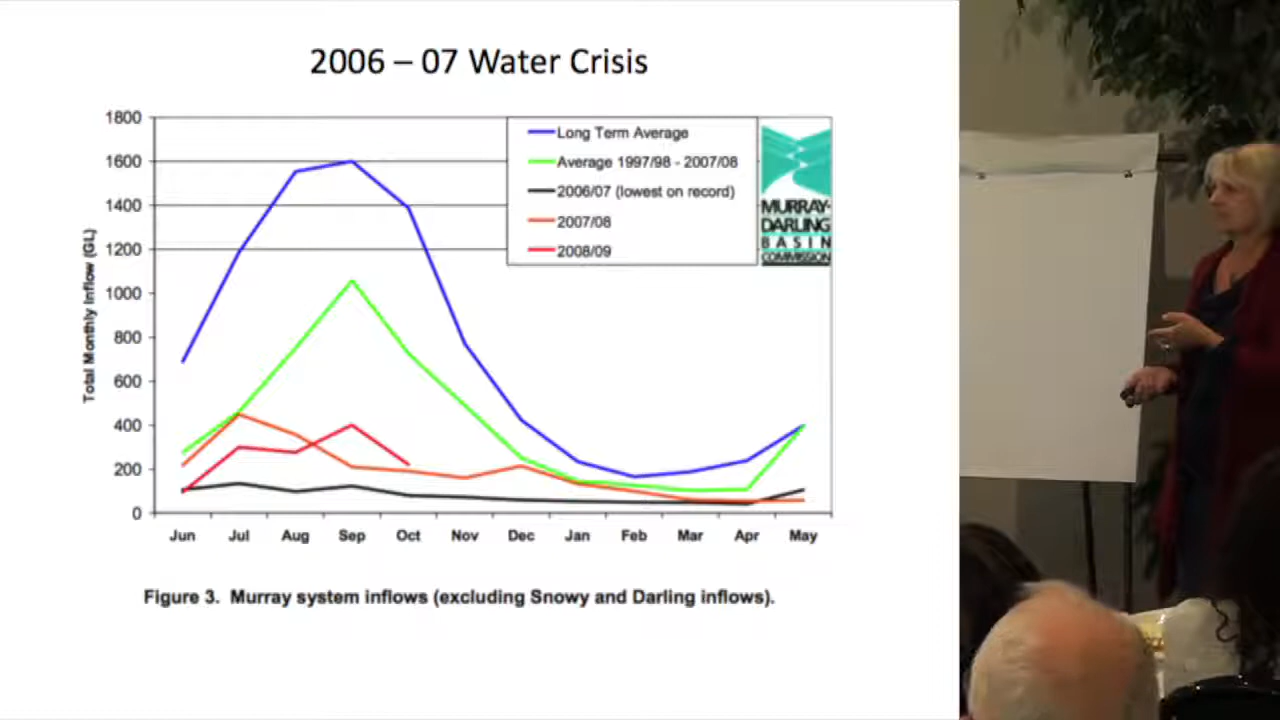 2006 – 07 Water Crisis
1800
1600
1400
1200
1000
800
600
400
200
0
Total Monthly Inflow (GL)
Long Term Average
Average 1997/98 - 2007/08
2006/07 (lowest on record)
2007/08
2008/09
MURRAY-
DARLING
BASIN
COMMISSION
Jun Jul Aug Sep Oct Nov Dec Jan Feb Mar Apr May
Figure 3. Murray system inflows (excluding Snowy and Darling inflows).